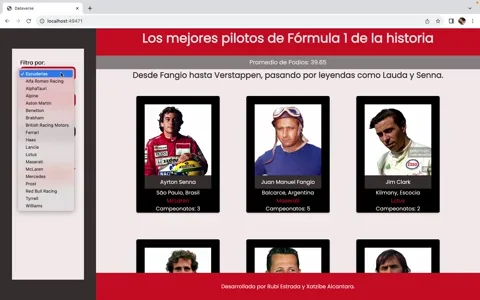 Dataverse
localhost:49471
Los mejores pilotos de Fórmula 1 de la historia
Promedio de Podios: 39.65
Desde Fangio hasta Verstappen, pasando por leyendas como Lauda y Senna.
Filtra por:
Escuderías
Alfa Romeo Racing
AlphaTauri
Alpine
Aston Martin
Benetton
Brabham
British Racing Motors
Ferrari
Haas
Lancia
Lotus
Maserati
McLaren
Mercedes
Prost
Red Bull Racing
Tyrrell
Williams
Ayrton Senna
São Paulo, Brasil
McLaren
Campeonatos: 3
Juan Manuel Fangio
Balcarce, Argentina
Maserati
Campeonatos: 5
Jim Clark
Kilmany, Escocia
Lotus
Campeonatos: 2
Desarrollado por Rubí Estrada y Xatzibe Alcantara.